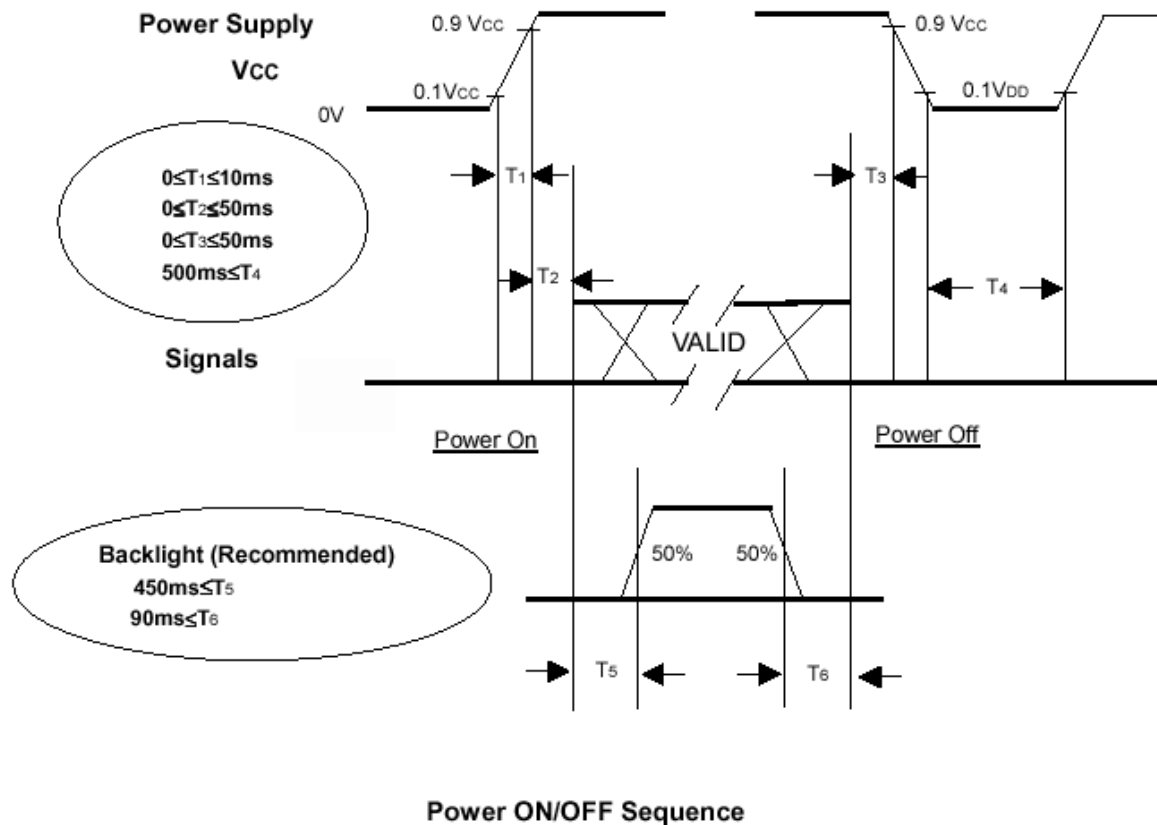 Power Supply
VCC
0.9 VCC
0.9 VCC
0.1VCC
0.1VDD
0V
0≤T1≤10ms
0≤T2≤50ms
0≤T3≤50ms
500ms≤T4
T1
T3
T2
T4
VALID
Signals
Power On
Power Off
Backlight (Recommended)
450ms≤T5
90ms≤T6
50%
50%
T5
T6
Power ON/OFF Sequence